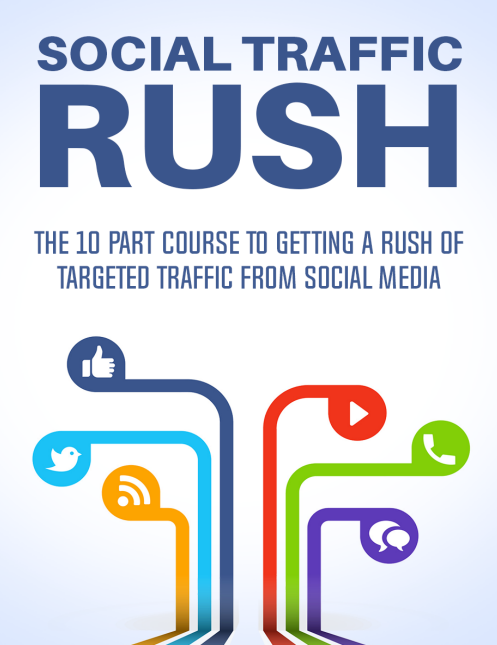 SOCIAL TRAFFIC
RUSH
THE 10 PART COURSE TO GETTING A RUSH OF
TARGETED TRAFFIC FROM SOCIAL MEDIA